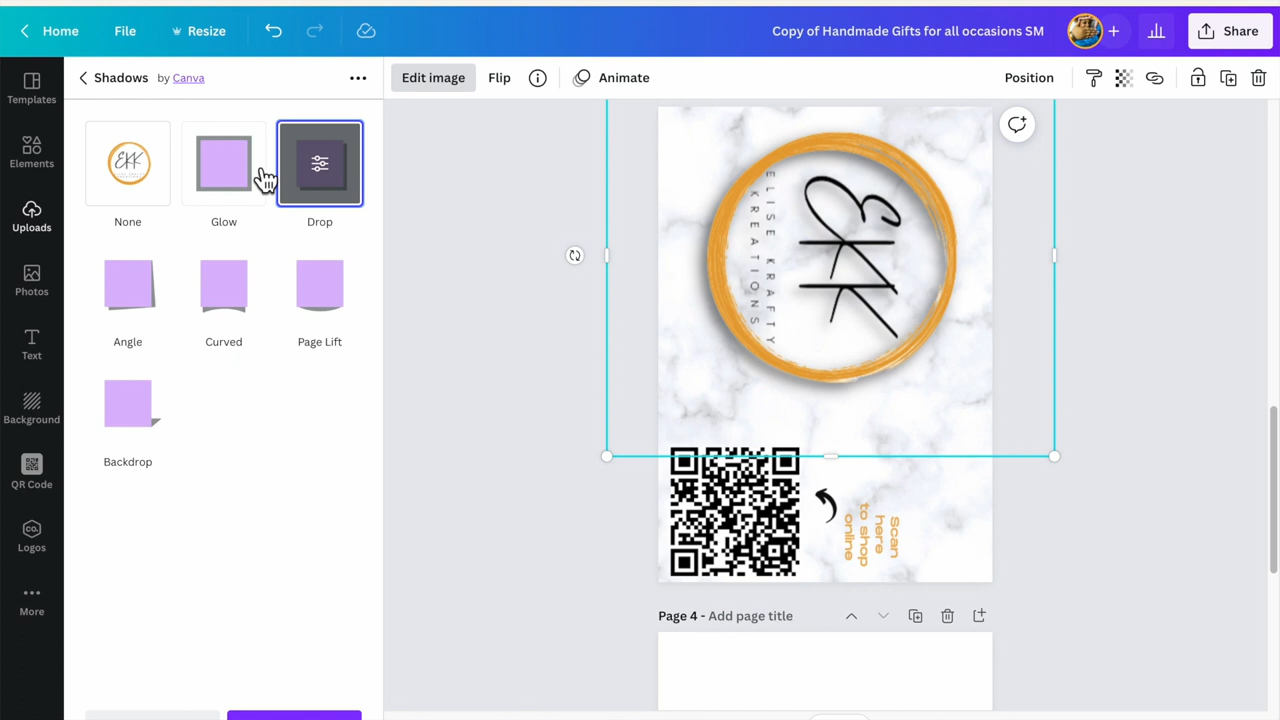 Home
File
Resize
Copy of Handmade Gifts for all occasions SM
Share
Templates
Elements
Uploads
Photos
Text
Background
QR Code
Logos
More
Shadows by Canva
None
Glow
Drop
Angle
Curved
Page Lift
Backdrop
Edit image
Flip
Animate
Position
EKK
ELISE KRAFTY
KREATIONS
Scan
here
to shop
online
Page 4 - Add page title